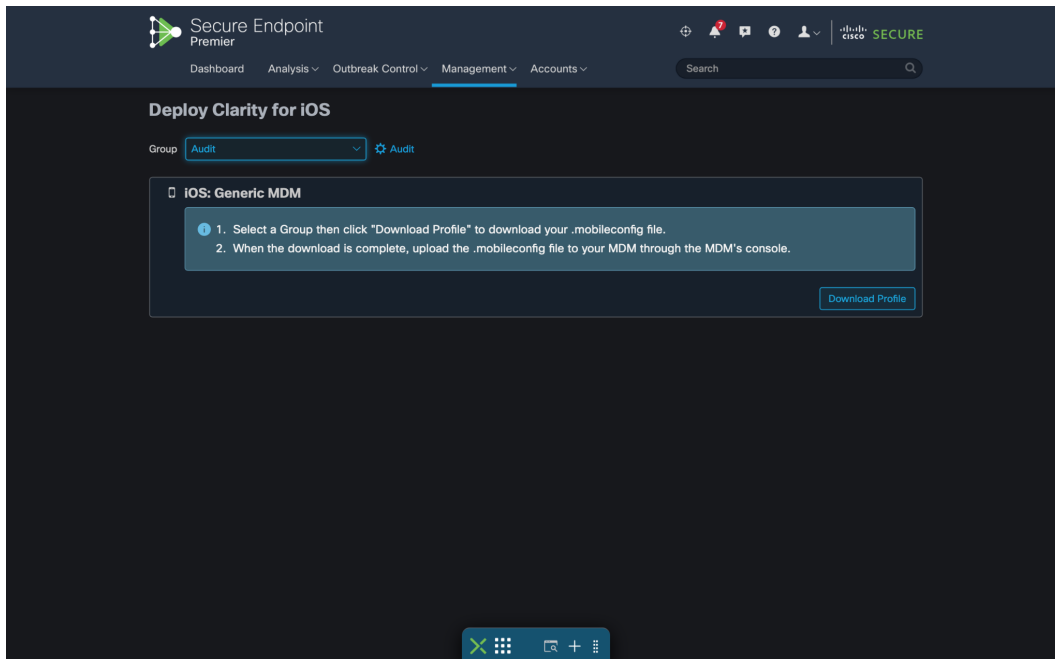 Secure Endpoint
Premier
7
?
cisco SECURE
Dashboard Analysis Outbreak Control Management Accounts
Search
Deploy Clarity for iOS
Group Audit Audit
iOS: Generic MDM
i 1. Select a Group then click "Download Profile" to download your .mobileconfig file.
2. When the download is complete, upload the .mobileconfig file to your MDM through the MDM's console.
Download Profile